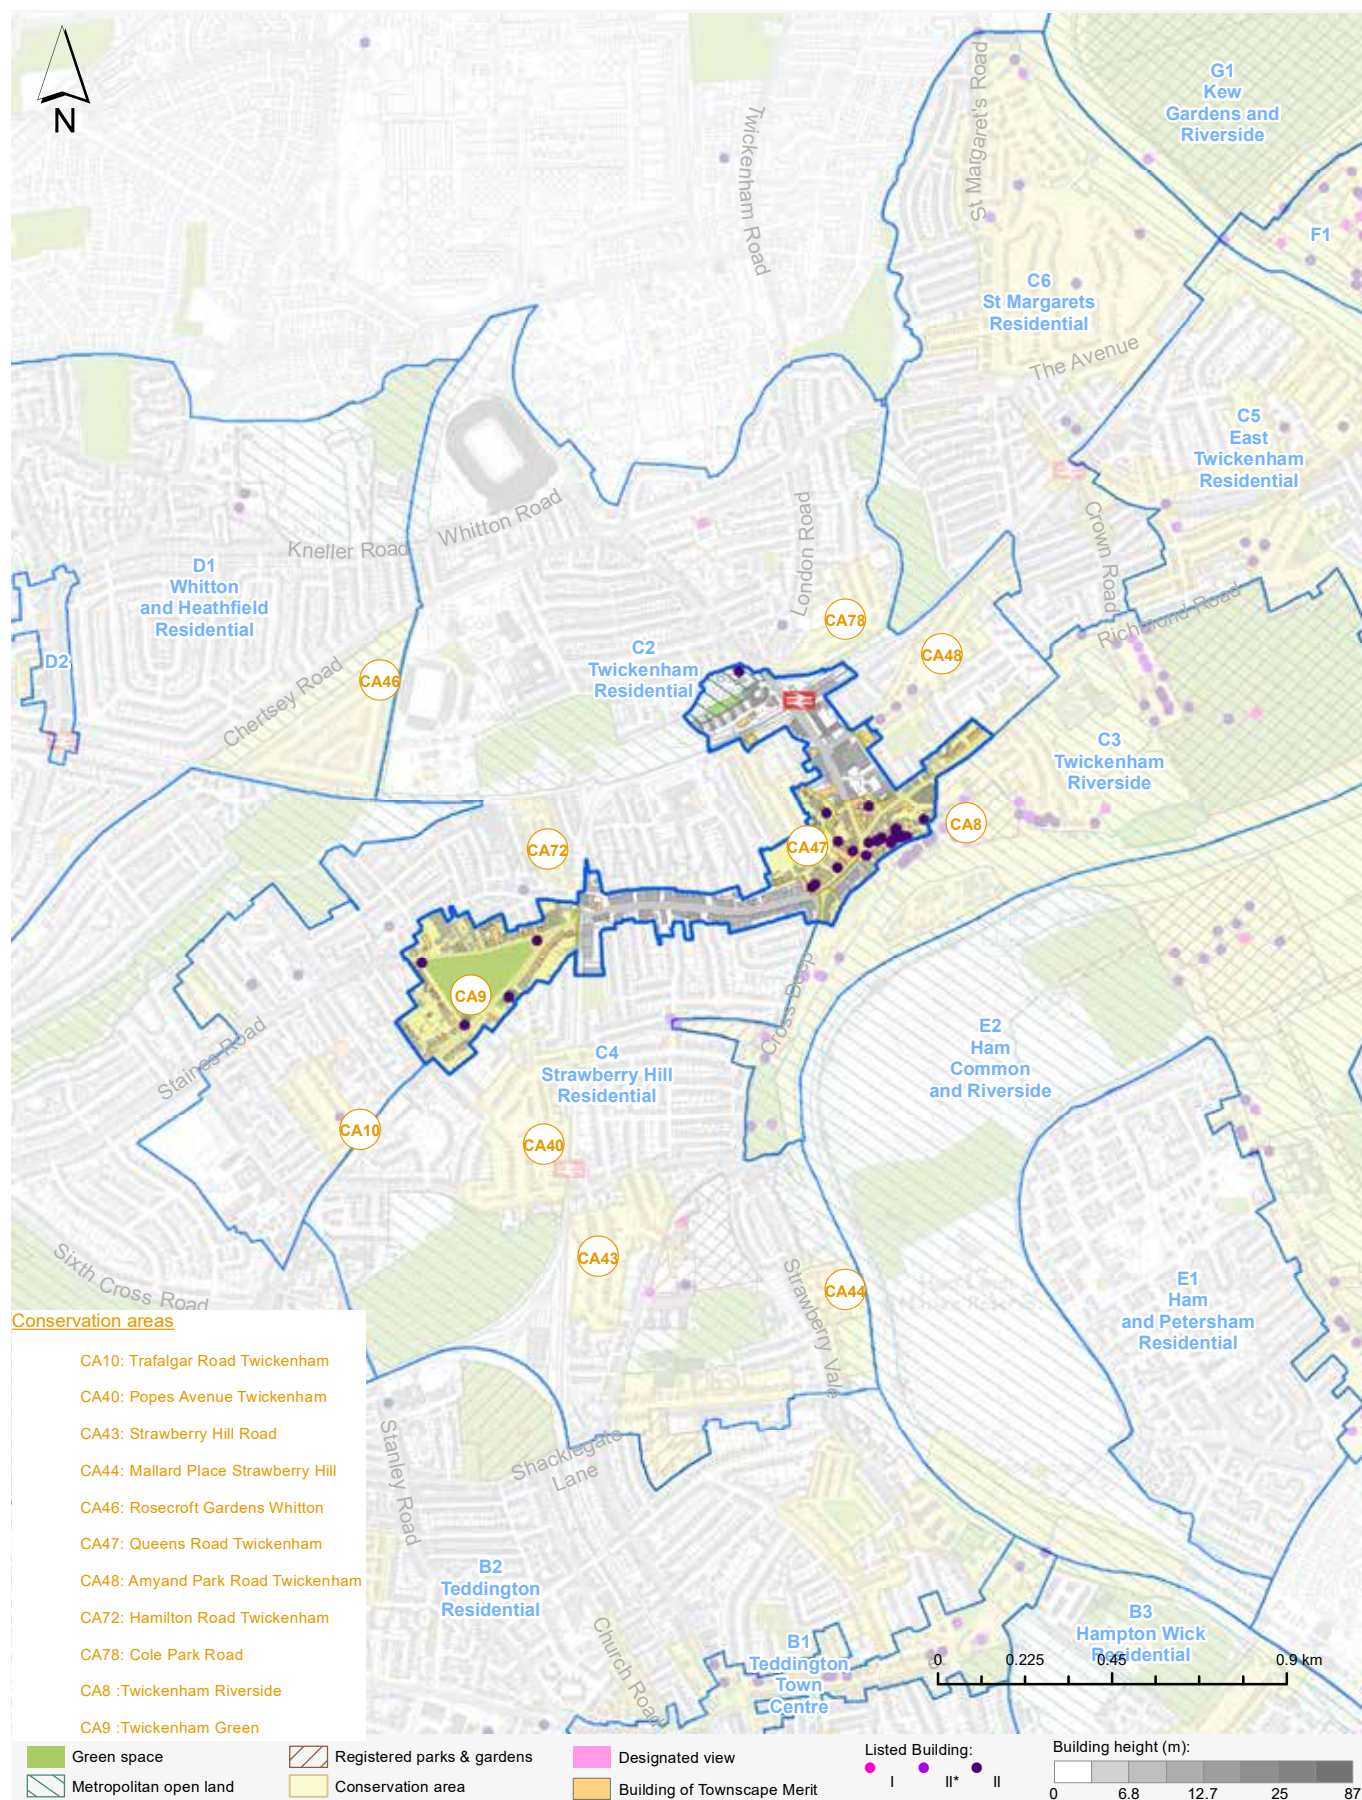 N
G1
Kew
Gardens and
Riverside
St Margaret's Road
Twickenham Road
F1
C6
St Margarets
Residential
The Avenue
C5
East
Twickenham
Residential
Whitton Road
London Road
Crown Road
Kneller Road
D1
Whitton
and Heathfield
Residential
Richmond Road
CA78
D2
C2
Twickenham
Residential
CA48
CA46
Chertsey Road
C3
Twickenham
Riverside
CA8
CA47
CA72
Cross Deep
CA9
E2
Ham
Common
and Riverside
Staines Road
C4
Strawberry Hill
Residential
CA10
CA40
CA43
CA44
Sixth Cross Road
Strawberry Vale
E1
Ham
and Petersham
Residential
Conservation areas
CA10: Trafalgar Road Twickenham
CA40: Popes Avenue Twickenham
CA43: Strawberry Hill Road
CA44: Mallard Place Strawberry Hill
CA46: Rosecroft Gardens Whitton
CA47: Queens Road Twickenham
CA48: Amyand Park Road Twickenham
CA72: Hamilton Road Twickenham
CA78: Cole Park Road
CA8 :Twickenham Riverside
CA9 :Twickenham Green
Stanley Road
Shacklegate
Lane
B2
Teddington
Residential
Church Road
B1
Teddington
Town
Centre
B3
Hampton Wick
Residential
0 0.225 0.45 0.9 km
Green space
Metropolitan open land
Registered parks & gardens
Conservation area
Designated view
Building of Townscape Merit
Listed Building:
I II* II
Building height (m):
0 6.8 12.7 25 87